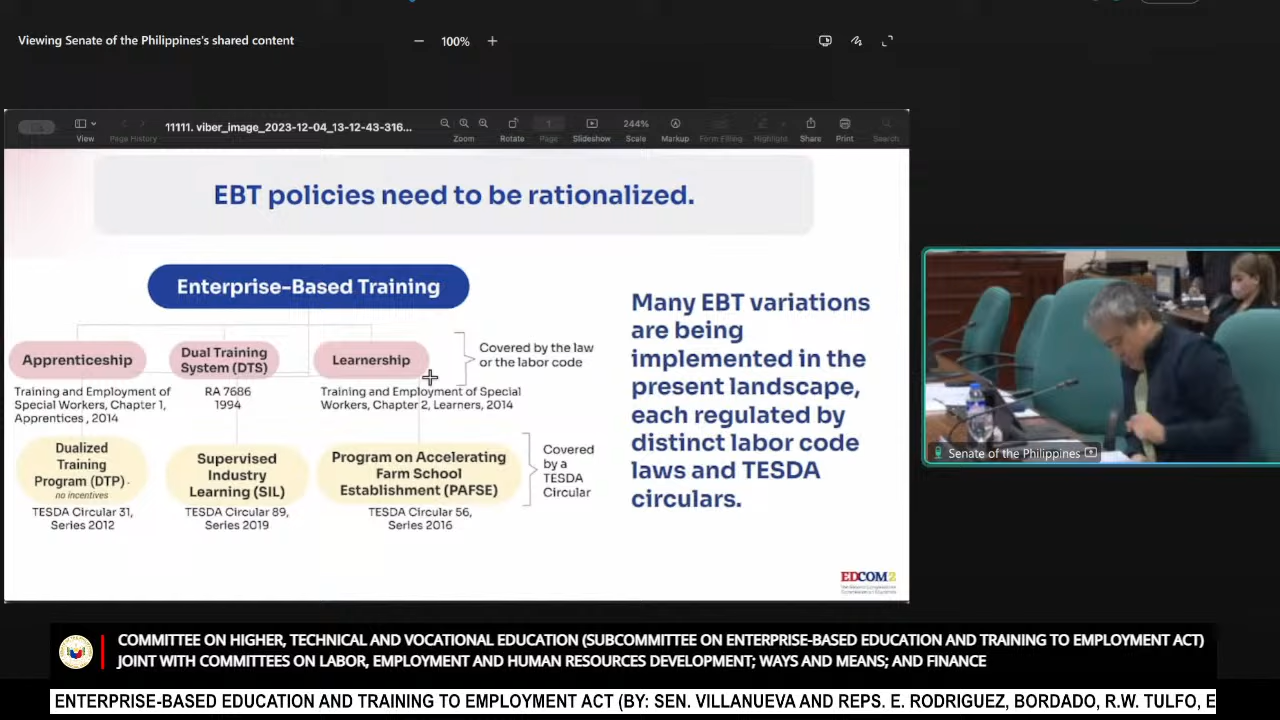 Viewing Senate of the Philippines's shared content
100%
View
Page History
11111. viber_image_2023-12-04_13-12-43-316...
Zoom
Rotate
1
Page
Slideshow
244%
Scale
Markup
Form Filling
Highlight
Share
Print
Search
EBT policies need to be rationalized.
Enterprise-Based Training
Apprenticeship
Training and Employment of
Special Workers, Chapter 1,
Apprentices , 2014
Dual Training
System (DTS)
RA 7686
1994
Learnership
Training and Employment of Special
Workers, Chapter 2, Learners, 2014
Covered by the law
or the labor code
Dualized
Training
Program (DTP)
no incentives
TESDA Circular 31,
Series 2012
Supervised
Industry
Learning (SIL)
TESDA Circular 89,
Series 2019
Program on Accelerating
Farm School
Establishment (PAFSE)
TESDA Circular 56,
Series 2016
Covered
by a
TESDA
Circular
Many EBT variations
are being
implemented in the
present landscape,
each regulated by
distinct labor code
laws and TESDA
circulars.
EDCOM2
Senate of the Philippines
COMMITTEE ON HIGHER, TECHNICAL AND VOCATIONAL EDUCATION (SUBCOMMITTEE ON ENTERPRISE-BASED EDUCATION AND TRAINING TO EMPLOYMENT ACT)
JOINT WITH COMMITTEES ON LABOR, EMPLOYMENT AND HUMAN RESOURCES DEVELOPMENT; WAYS AND MEANS; AND FINANCE
ENTERPRISE-BASED EDUCATION AND TRAINING TO EMPLOYMENT ACT (BY: SEN. VILLANUEVA AND REPS. E. RODRIGUEZ, BORDADO, R.W. TULFO, E